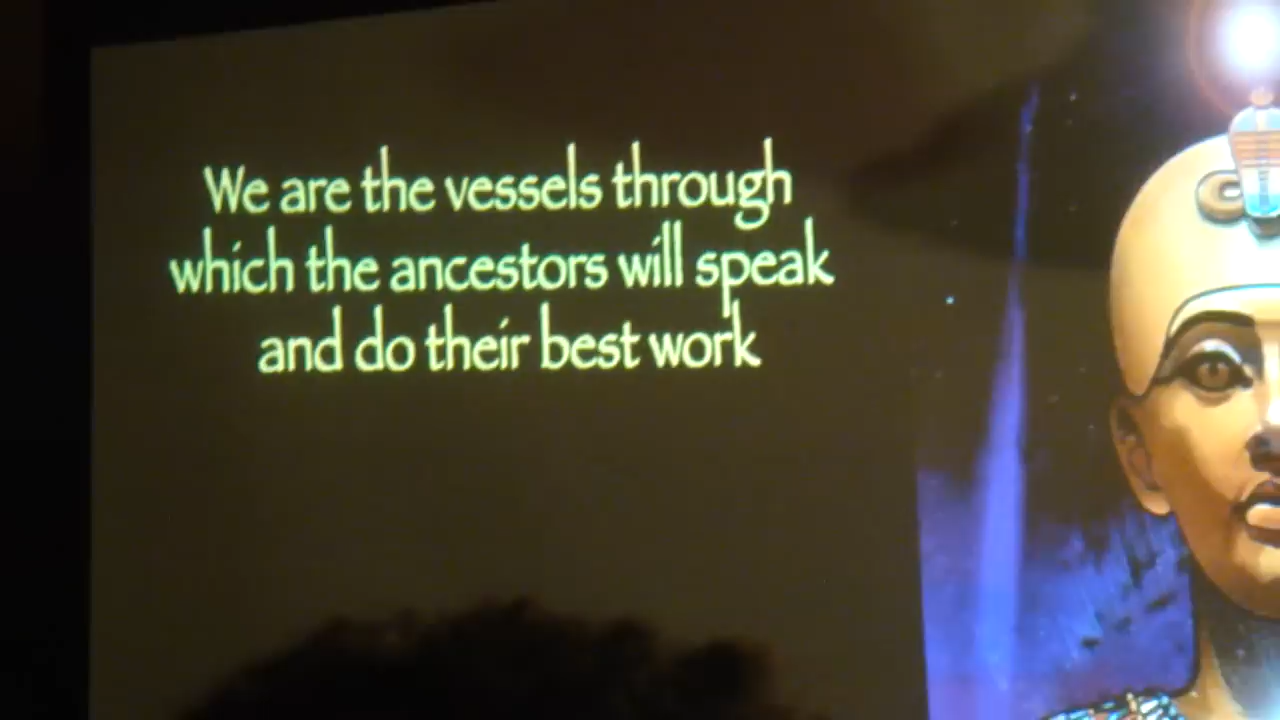 We are the vessels through
which the ancestors will speak
and do their best work